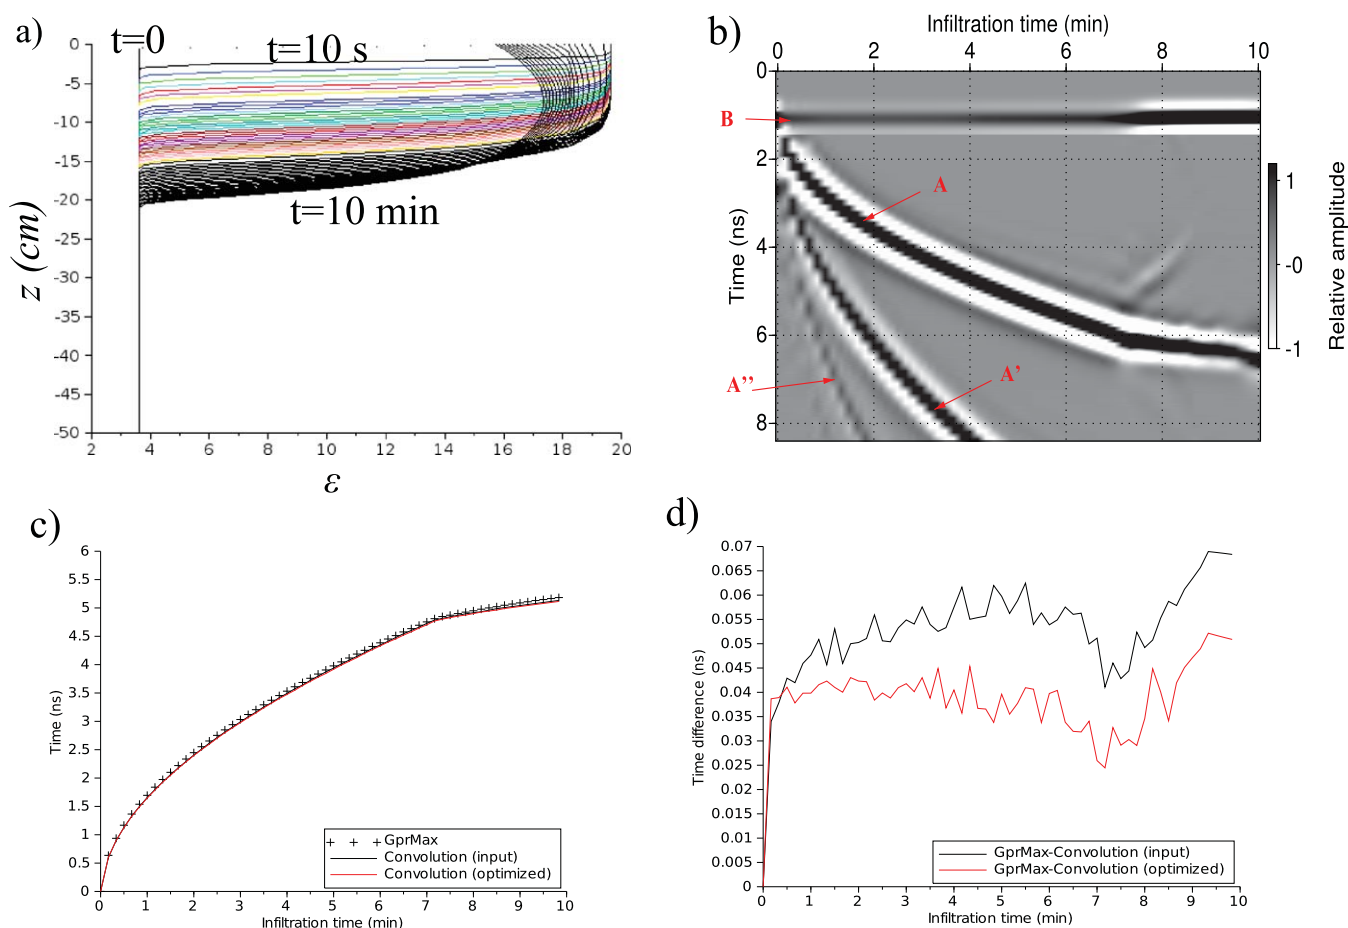 a)
t=0
t=10 s
0
-5
-10
-15
-20
-25
-30
-35
-40
-45
-50
z (cm)
t=10 min
2 4 6 8 10 12 14 16 18 20
ε
b)
Infiltration time (min)
0 2 4 6 8 10
0
2
4
6
8
Time (ns)
B
A
A'
A''
1
-0
-1
Relative amplitude
c)
6
5.5
5
4.5
4
3.5
3
2.5
2
1.5
1
0.5
0
Time (ns)
GprMax
Convolution (input)
Convolution (optimized)
0 1 2 3 4 5 6 7 8 9 10
Infiltration time (min)
d)
0.07
0.065
0.06
0.055
0.05
0.045
0.04
0.035
0.03
0.025
0.02
0.015
0.01
0.005
0
Time difference (ns)
GprMax-Convolution (input)
GprMax-Convolution (optimized)
0 1 2 3 4 5 6 7 8 9 10
Infiltration time (min)